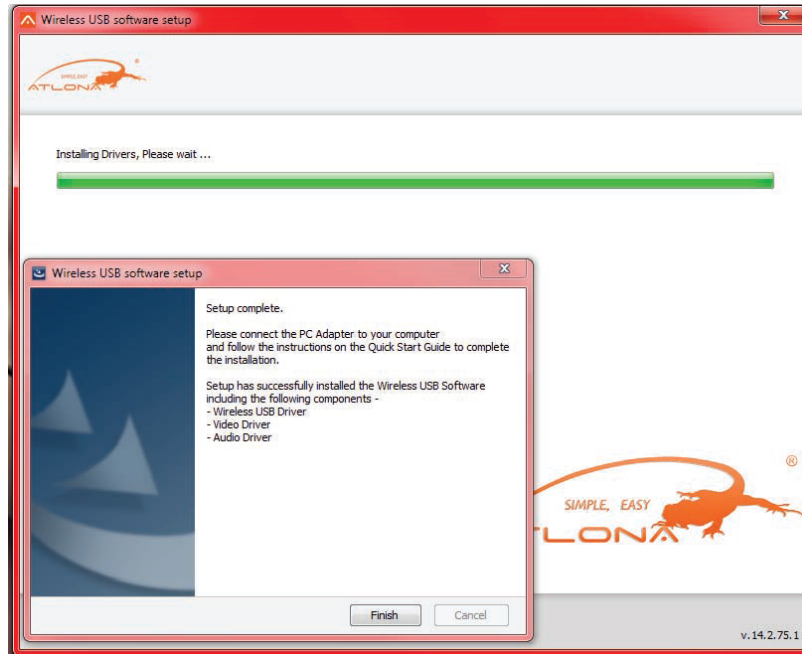 Wireless USB software setup
SIMPLE, EASY
ATLONA
Installing Drivers, Please wait ...
Wireless USB software setup
Setup complete.
Please connect the PC Adapter to your computer
and follow the instructions on the Quick Start Guide to complete
the installation.
Setup has successfully installed the Wireless USB Software
including the following components -
- Wireless USB Driver
- Video Driver
- Audio Driver
®
SIMPLE, EASY
TLONA
Finish
Cancel
v.14.2.75.1